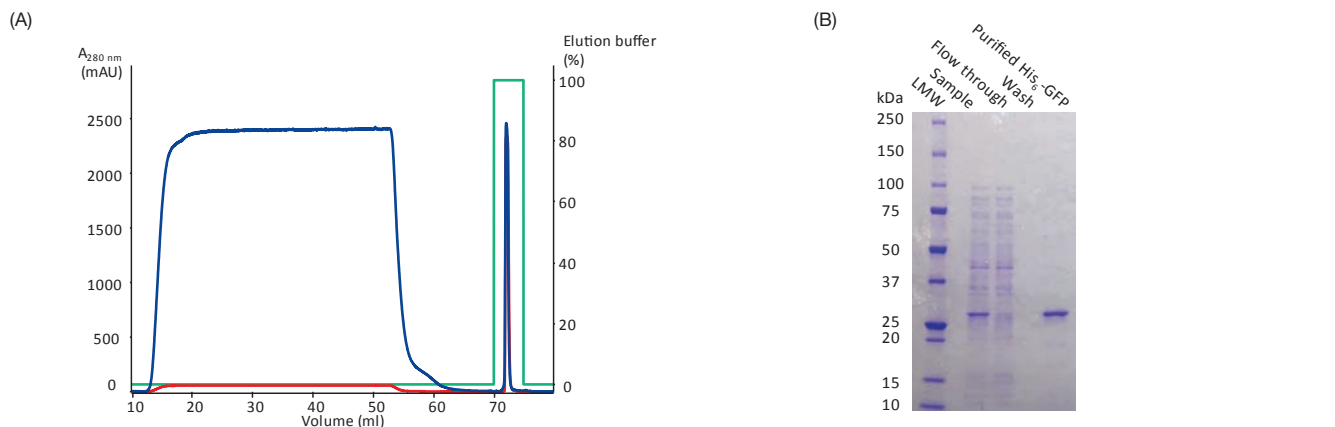 (A)
A280 nm
(mAU)
Elution buffer
(%)
2500
2000
1500
1000
500
0
100
80
60
40
20
0
10 20 30 40 50 60 70
Volume (ml)
(B)
kDa
LMW
Sample
Flow through
Wash
Purified His6-GFP
250
150
100
75
50
37
25
20
15
10